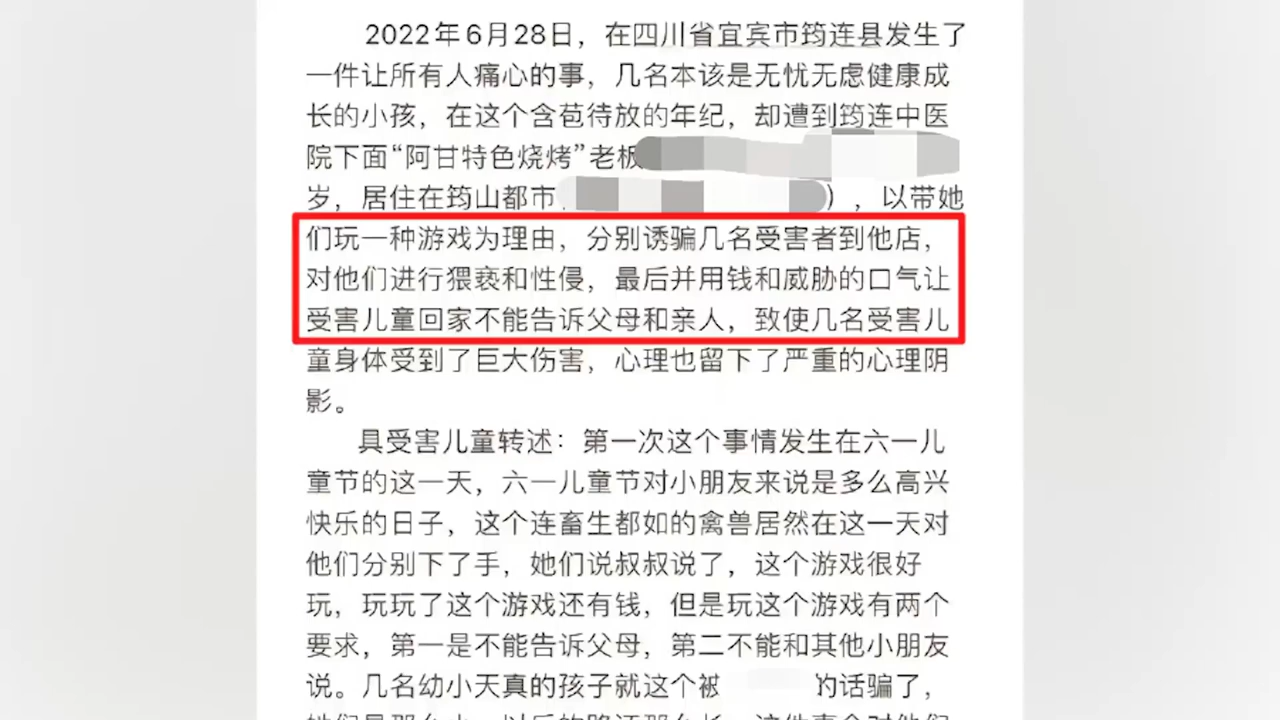 2022年6月28日，在四川省宜宾市筠连县发生了
一件让所有人痛心的事，几名本该是无忧无虑健康成
长的小孩，在这个含苞待放的年纪，却遭到筠连中医
院下面“阿甘特色烧烤”老板
岁，居住在筠山都市 ），以带她
们玩一种游戏为理由，分别诱骗几名受害者到他店，
对他们进行猥亵和性侵，最后并用钱和威胁的口气让
受害儿童回家不能告诉父母和亲人，致使几名受害儿
童身体受到了巨大伤害，心理也留下了严重的心理阴
影。
具受害儿童转述：第一次这个事情发生在六一儿
童节的这一天，六一儿童节对小朋友来说是多么高兴
快乐的日子，这个连畜生都如的禽兽居然在这一天对
他们分别下了手，她们说叔叔说了，这个游戏很好
玩，玩玩了这个游戏还有钱，但是玩这个游戏有两个
要求，第一是不能告诉父母，第二不能和其他小朋友
说。几名幼小天真的孩子就这个被 的话骗了，